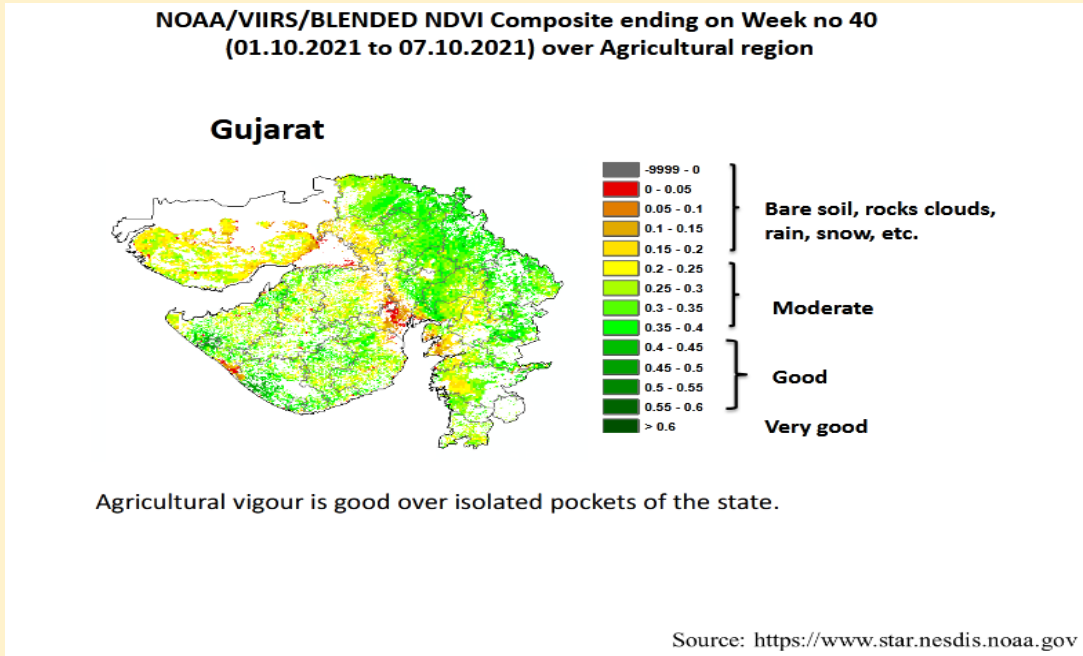 NOAA/VIIRS/BLENDED NDVI Composite ending on Week no 40
(01.10.2021 to 07.10.2021) over Agricultural region
Gujarat
-9999 - 0
0 - 0.05
0.05 - 0.1
0.1 - 0.15
0.15 - 0.2
0.2 - 0.25
0.25 - 0.3
0.3 - 0.35
0.35 - 0.4
0.4 - 0.45
0.45 - 0.5
0.5 - 0.55
0.55 - 0.6
> 0.6
Bare soil, rocks clouds,
rain, snow, etc.
Moderate
Good
Very good
Agricultural vigour is good over isolated pockets of the state.
Source: https://www.star.nesdis.noaa.gov